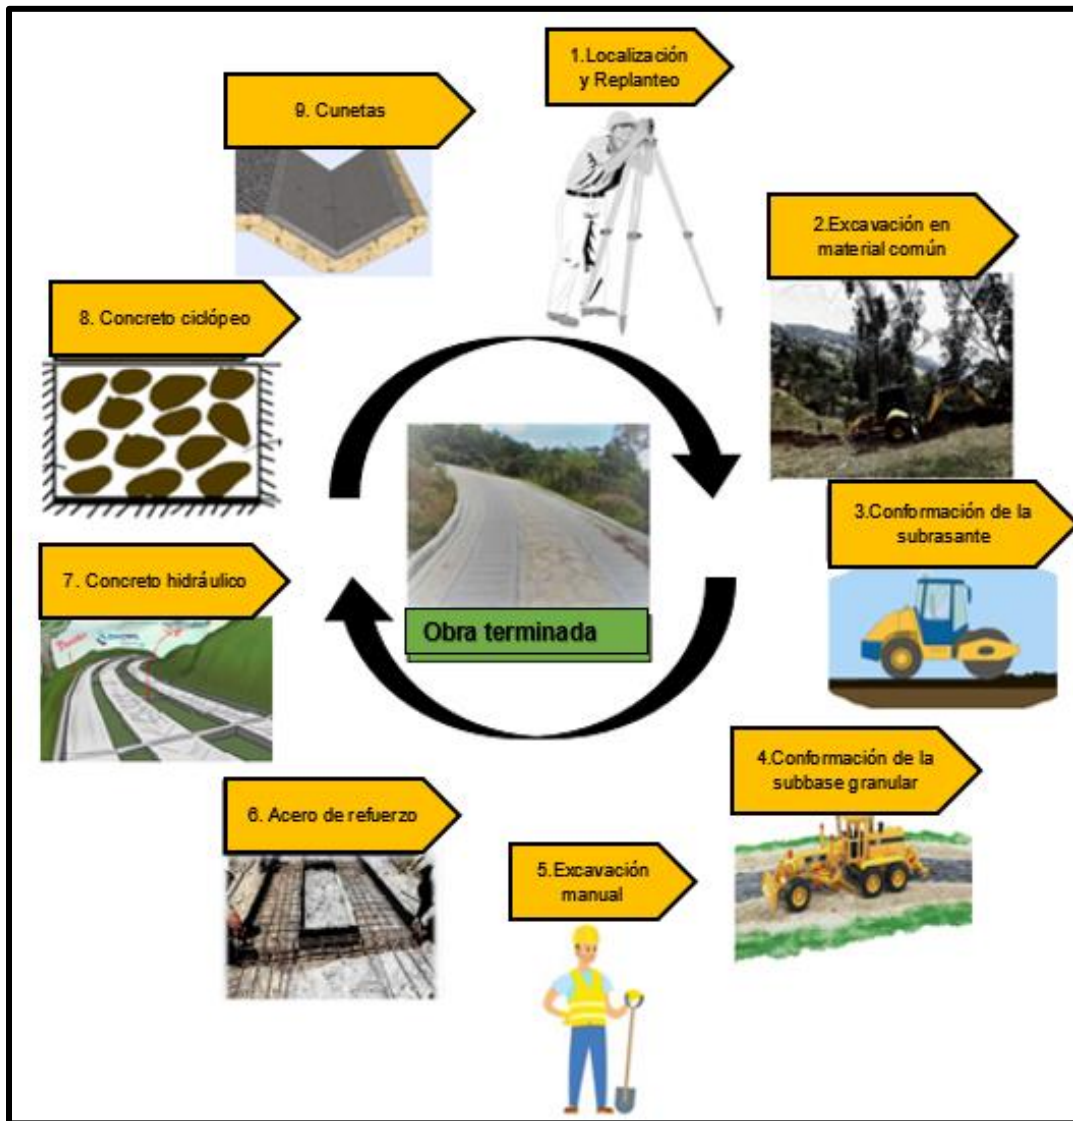 1.Localización
y Replanteo
2.Excavación en
material común
3.Conformación de la
subrasante
4.Conformación de la
subbase granular
5.Excavación
manual
6. Acero de refuerzo
7. Concreto hidráulico
8. Concreto ciclópeo
9. Cunetas
Obra terminada